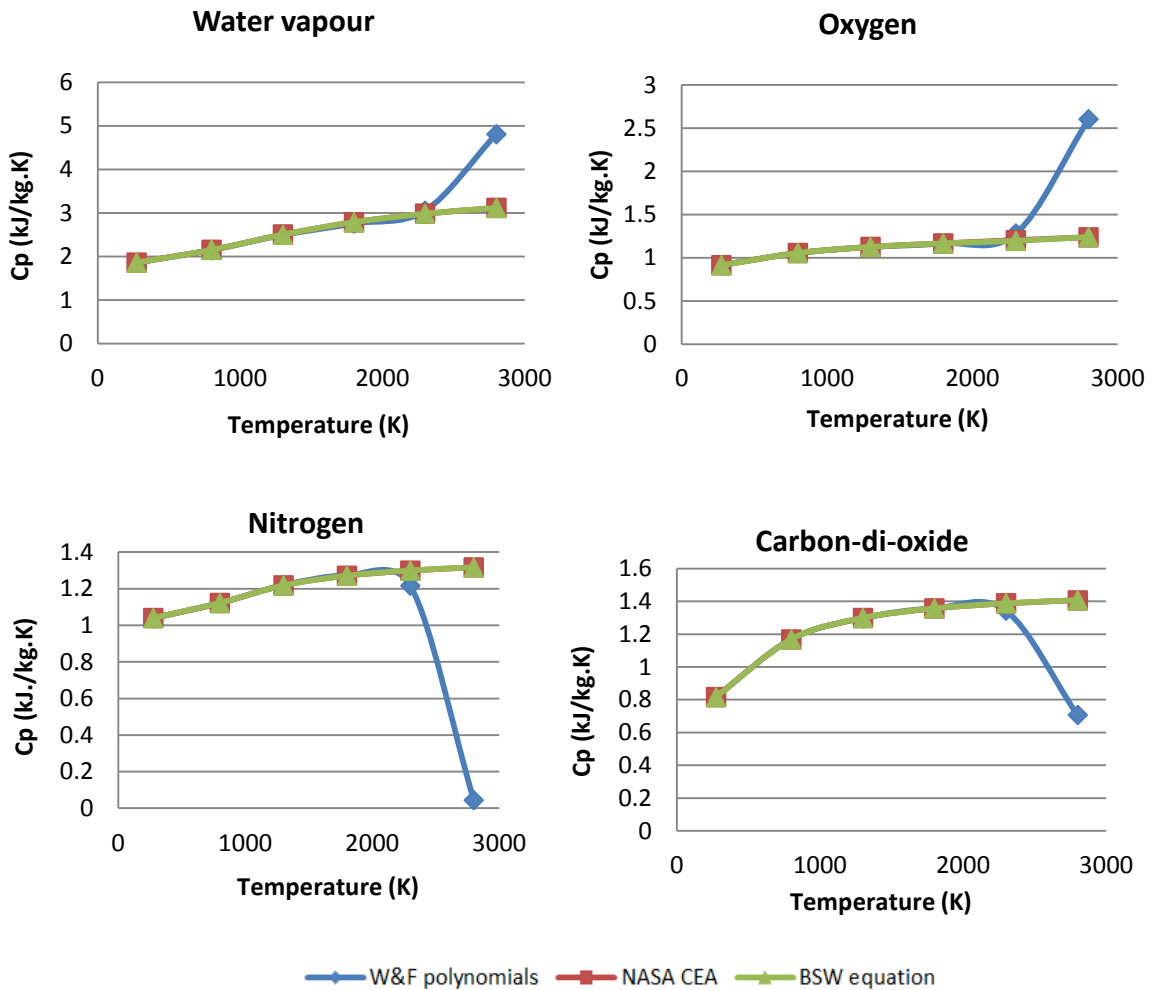 Water vapour
Cp (kJ/kg.K)
6
5
4
3
2
1
0
0 1000 2000 3000
Temperature (K)
Oxygen
Cp (kJ/kg.K)
3
2.5
2
1.5
1
0.5
0
0 1000 2000 3000
Temperature (K)
Nitrogen
Cp (kJ./kg.K)
1.4
1.2
1
0.8
0.6
0.4
0.2
0
0 1000 2000 3000
Temperature (K)
Carbon-di-oxide
Cp (kJ/kg.K)
1.6
1.4
1.2
1
0.8
0.6
0.4
0.2
0
0 1000 2000 3000
Temperature (K)
W&F polynomials NASA CEA BSW equation